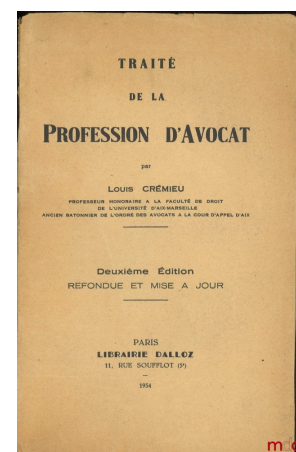 TRAITÉ
DE LA
PROFESSION D'AVOCAT
par
LOUIS CRÉMIEU
PROFESSEUR HONORAIRE A LA FACULTÉ DE DROIT
DE L'UNIVERSITÉ D'AIX-MARSEILLE
ANCIEN BATONNIER DE L'ORDRE DES AVOCATS A LA COUR D'APPEL D'AIX
Deuxième Édition
REFONDUE ET MISE A JOUR
PARIS
LIBRAIRIE DALLOZ
11, RUE SOUFFLOT (5e)
1954